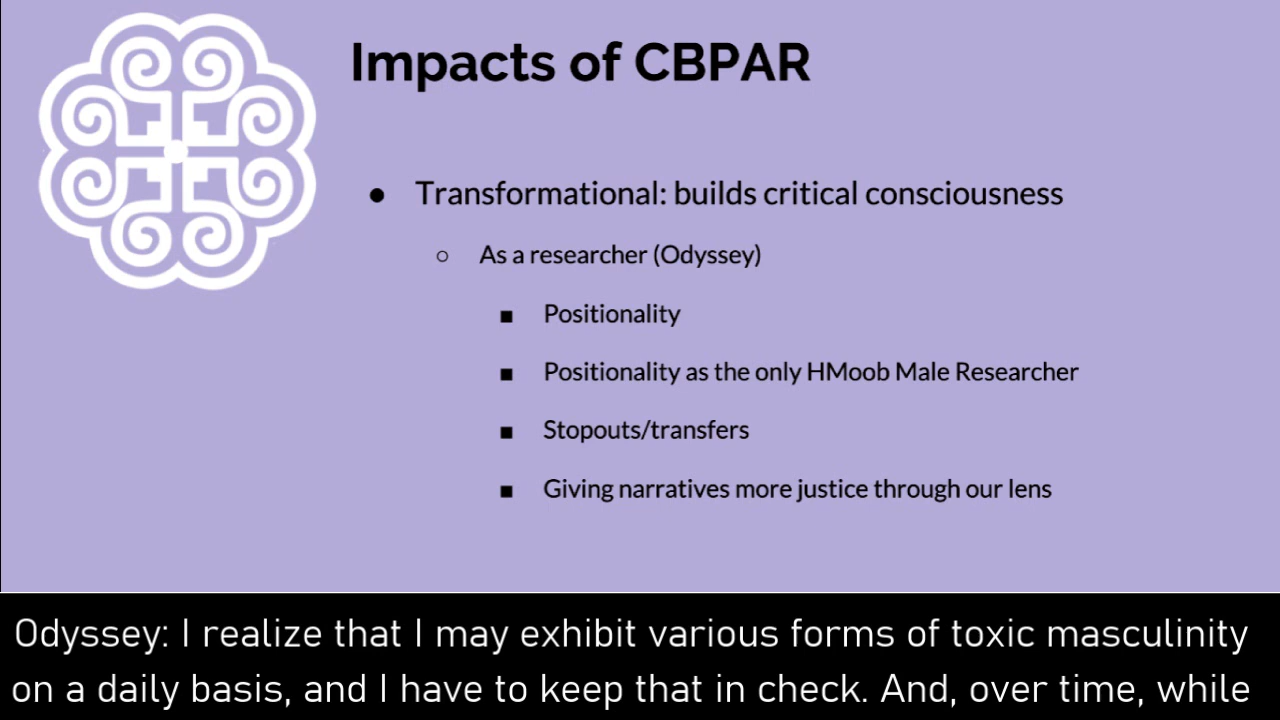 Impacts of CBPAR
● Transformational: builds critical consciousness
○ As a researcher (Odyssey)
■ Positionality
■ Positionality as the only HMoob Male Researcher
■ Stopouts/transfers
■ Giving narratives more justice through our lens
Odyssey: I realize that I may exhibit various forms of toxic masculinity
on a daily basis, and I have to keep that in check. And, over time, while